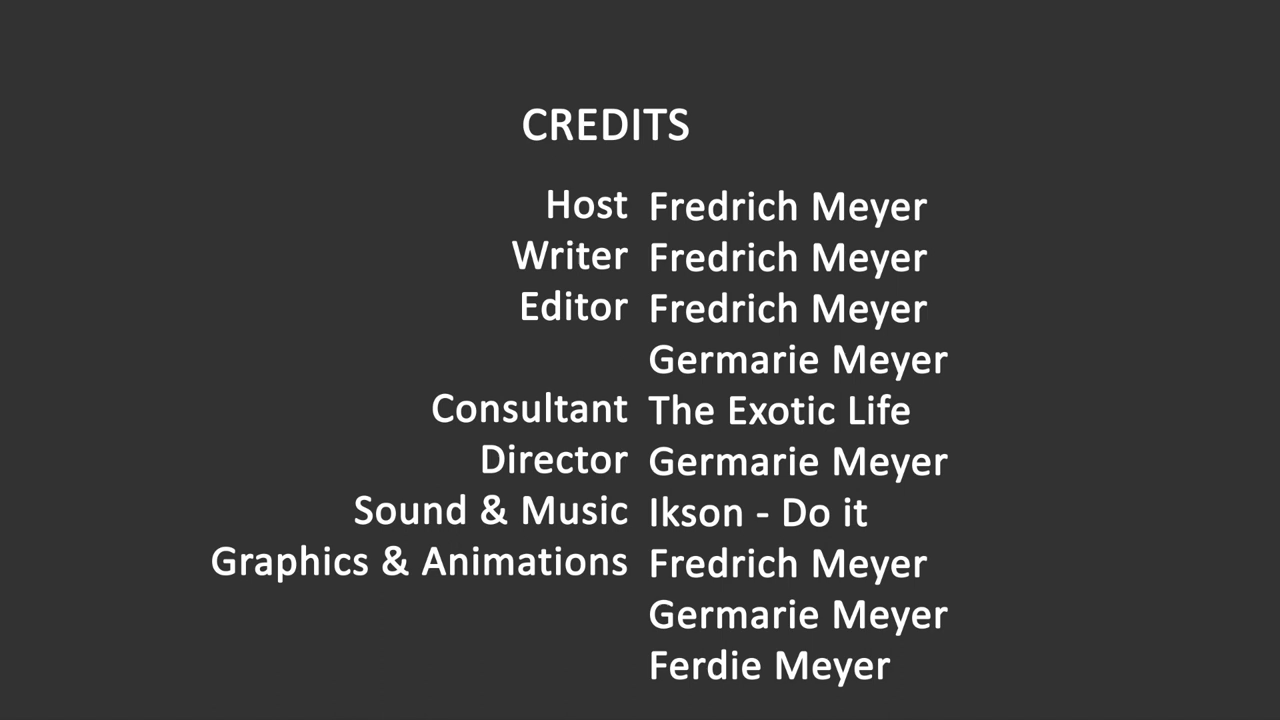 CREDITS
Host Fredrich Meyer
Writer Fredrich Meyer
Editor Fredrich Meyer
Germarie Meyer
Consultant The Exotic Life
Director Germarie Meyer
Sound & Music Ikson - Do it
Graphics & Animations Fredrich Meyer
Germarie Meyer
Ferdie Meyer